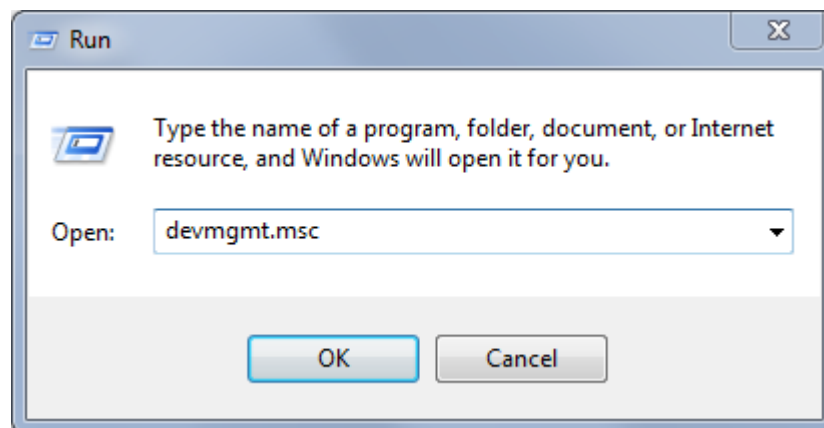 Run
Type the name of a program, folder, document, or Internet
resource, and Windows will open it for you.
Open: devmgmt.msc
OK Cancel